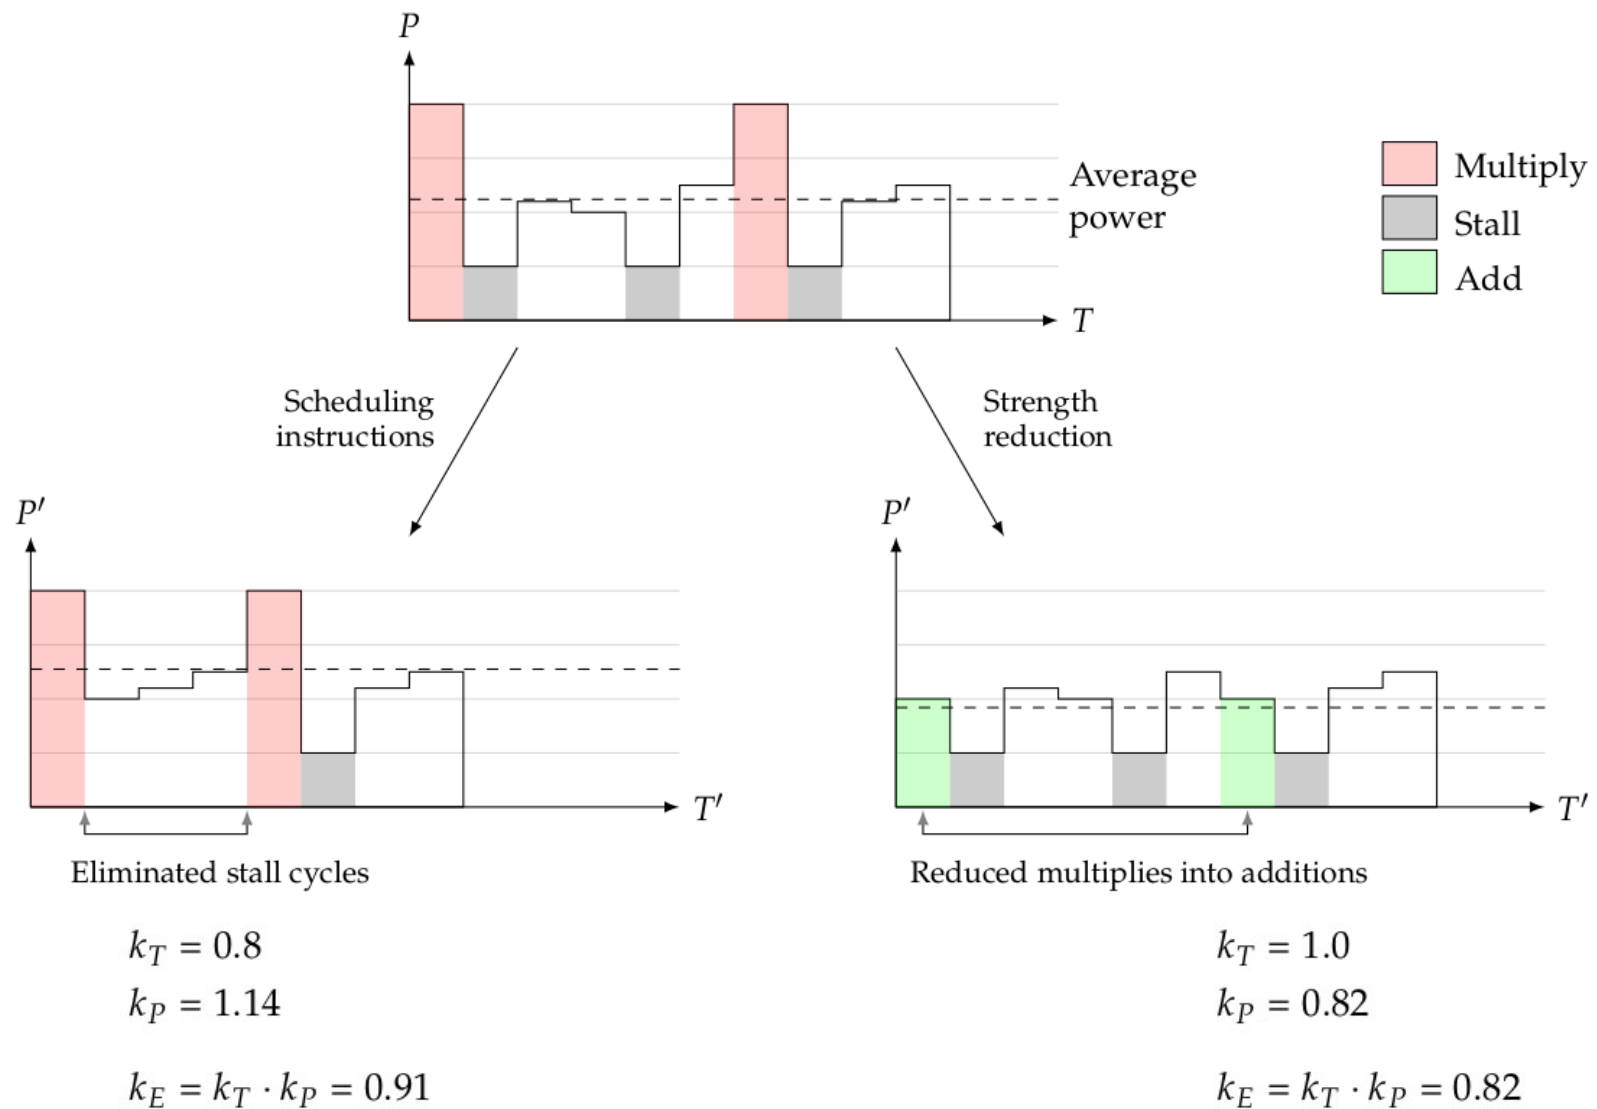 P
Average
power
T
Multiply
Stall
Add
Scheduling
instructions
Strength
reduction
P′
T′
Eliminated stall cycles
k_T = 0.8
k_P = 1.14
k_E = k_T · k_P = 0.91
P′
T′
Reduced multiplies into additions
k_T = 1.0
k_P = 0.82
k_E = k_T · k_P = 0.82